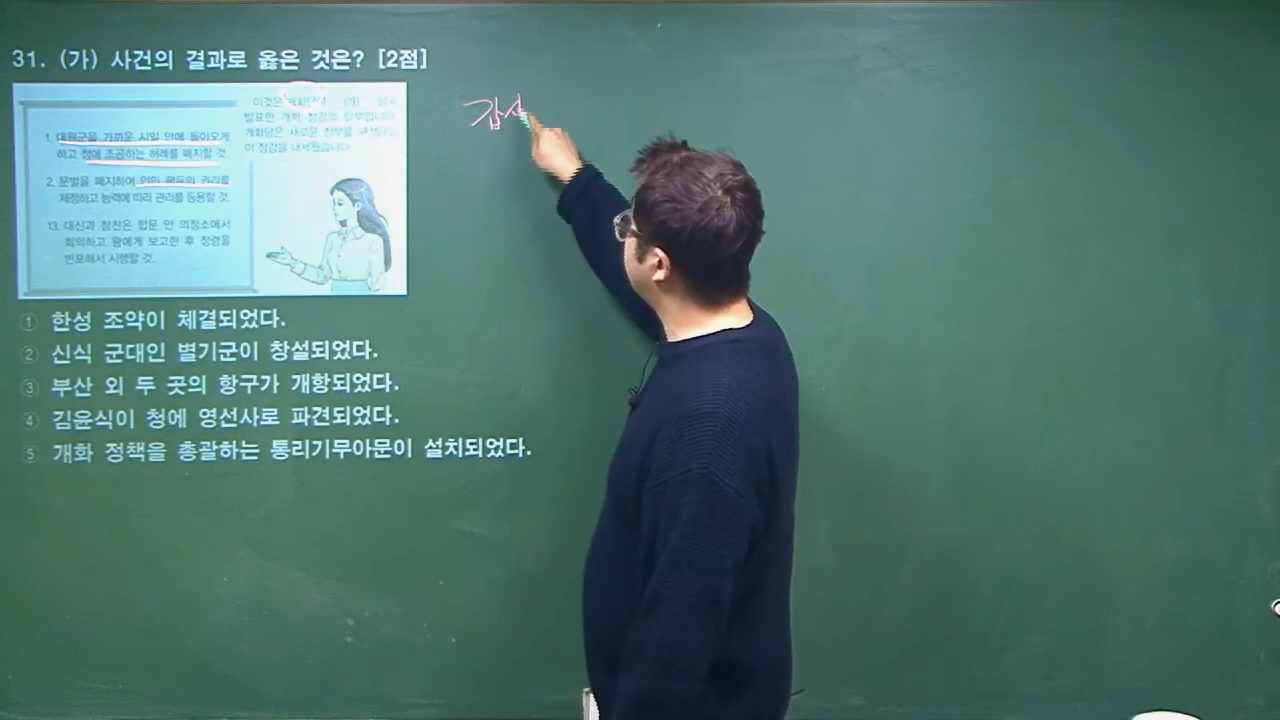 31. (가) 사건의 결과로 옳은 것은? [2점]
이것은 개화당이 (가) 당시
발표한 개혁 정강의 일부입니다.
개화당은 새로운 정부를 구성하고
이 정강을 내세웠습니다.
1. 대원군을 가까운 시일 안에 돌아오게
하고 청에 조공하는 허례를 폐지할 것.
2. 문벌을 폐지하여 인민 평등의 권리를
제정하고 능력에 따라 관리를 등용할 것.
13. 대신과 참찬은 합문 안 의정소에서
회의하고 왕에게 보고한 후 정령을
반포해서 시행할 것.
① 한성 조약이 체결되었다.
② 신식 군대인 별기군이 창설되었다.
③ 부산 외 두 곳의 항구가 개항되었다.
④ 김윤식이 청에 영선사로 파견되었다.
⑤ 개화 정책을 총괄하는 통리기무아문이 설치되었다.
갑